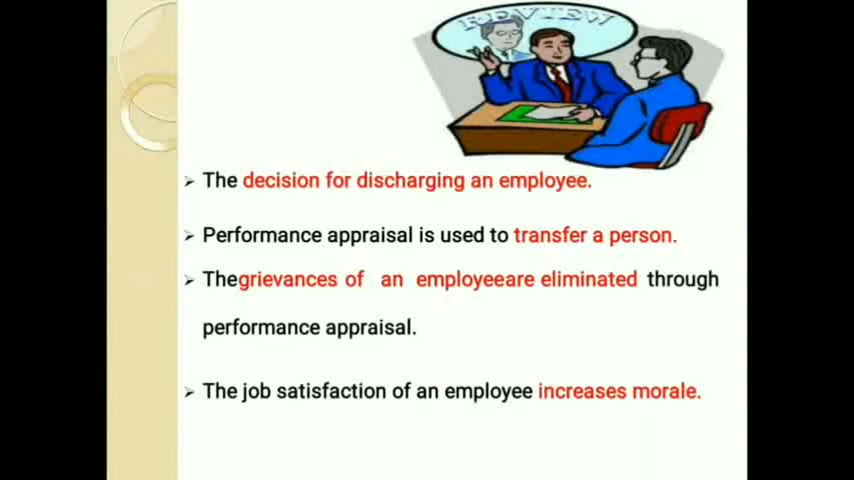 REVIEW
The decision for discharging an employee.
Performance appraisal is used to transfer a person.
Thegrievances of an employeeare eliminated through
performance appraisal.
The job satisfaction of an employee increases morale.